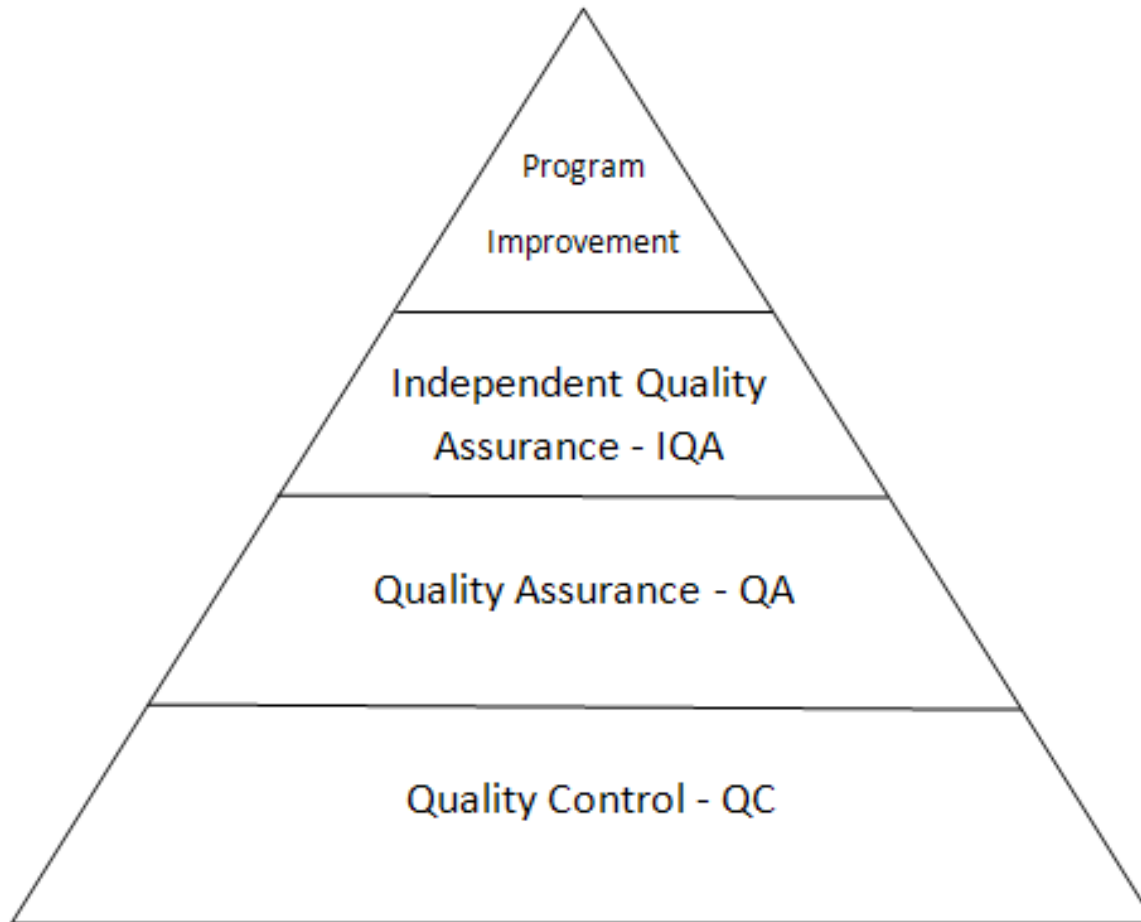 Program
Improvement
Independent Quality
Assurance - IQA
Quality Assurance - QA
Quality Control - QC